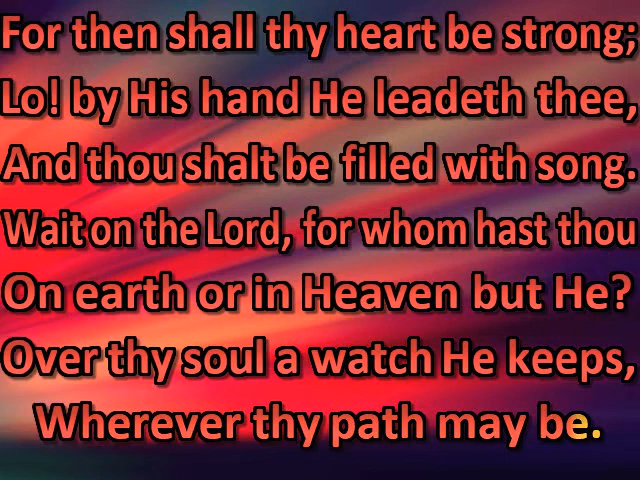 For then shall thy heart be strong;
Lo! by His hand He leadeth thee,
And thou shalt be filled with song.
Wait on the Lord, for whom hast thou
On earth or in Heaven but He?
Over thy soul a watch He keeps,
Wherever thy path may be.